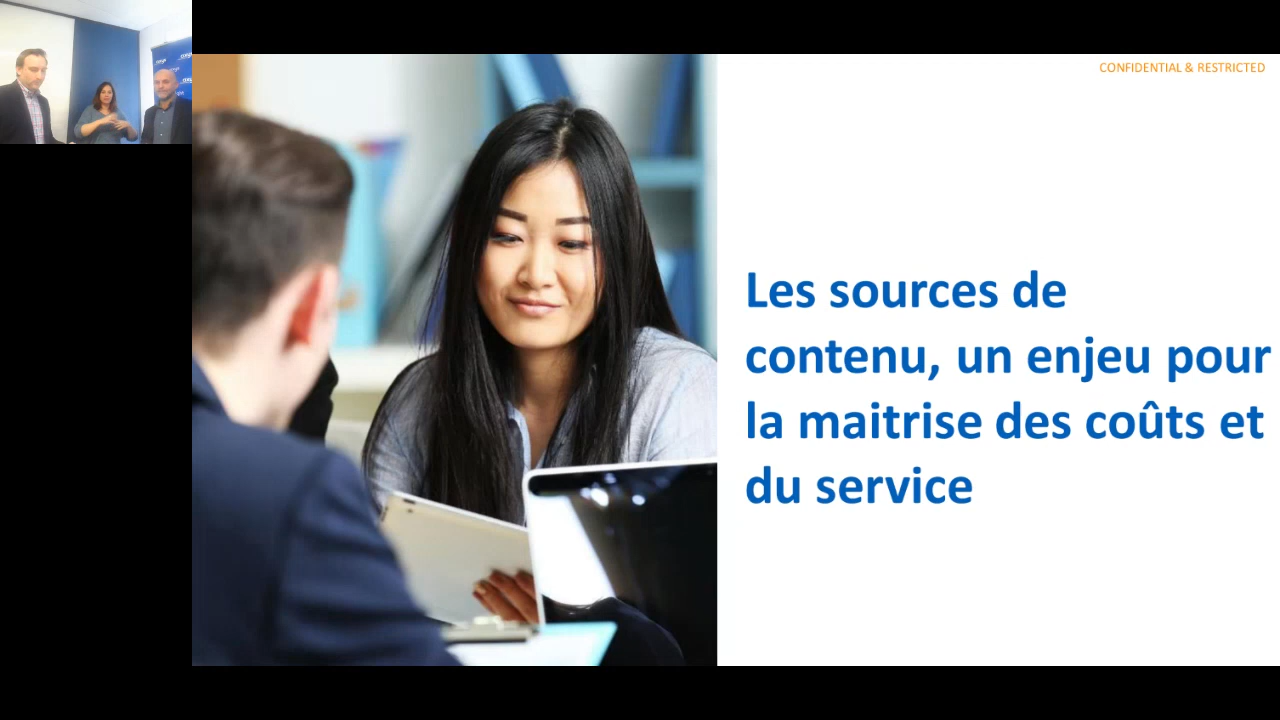 CONFIDENTIAL & RESTRICTED
Les sources de
contenu, un enjeu pour
la maitrise des coûts et
du service